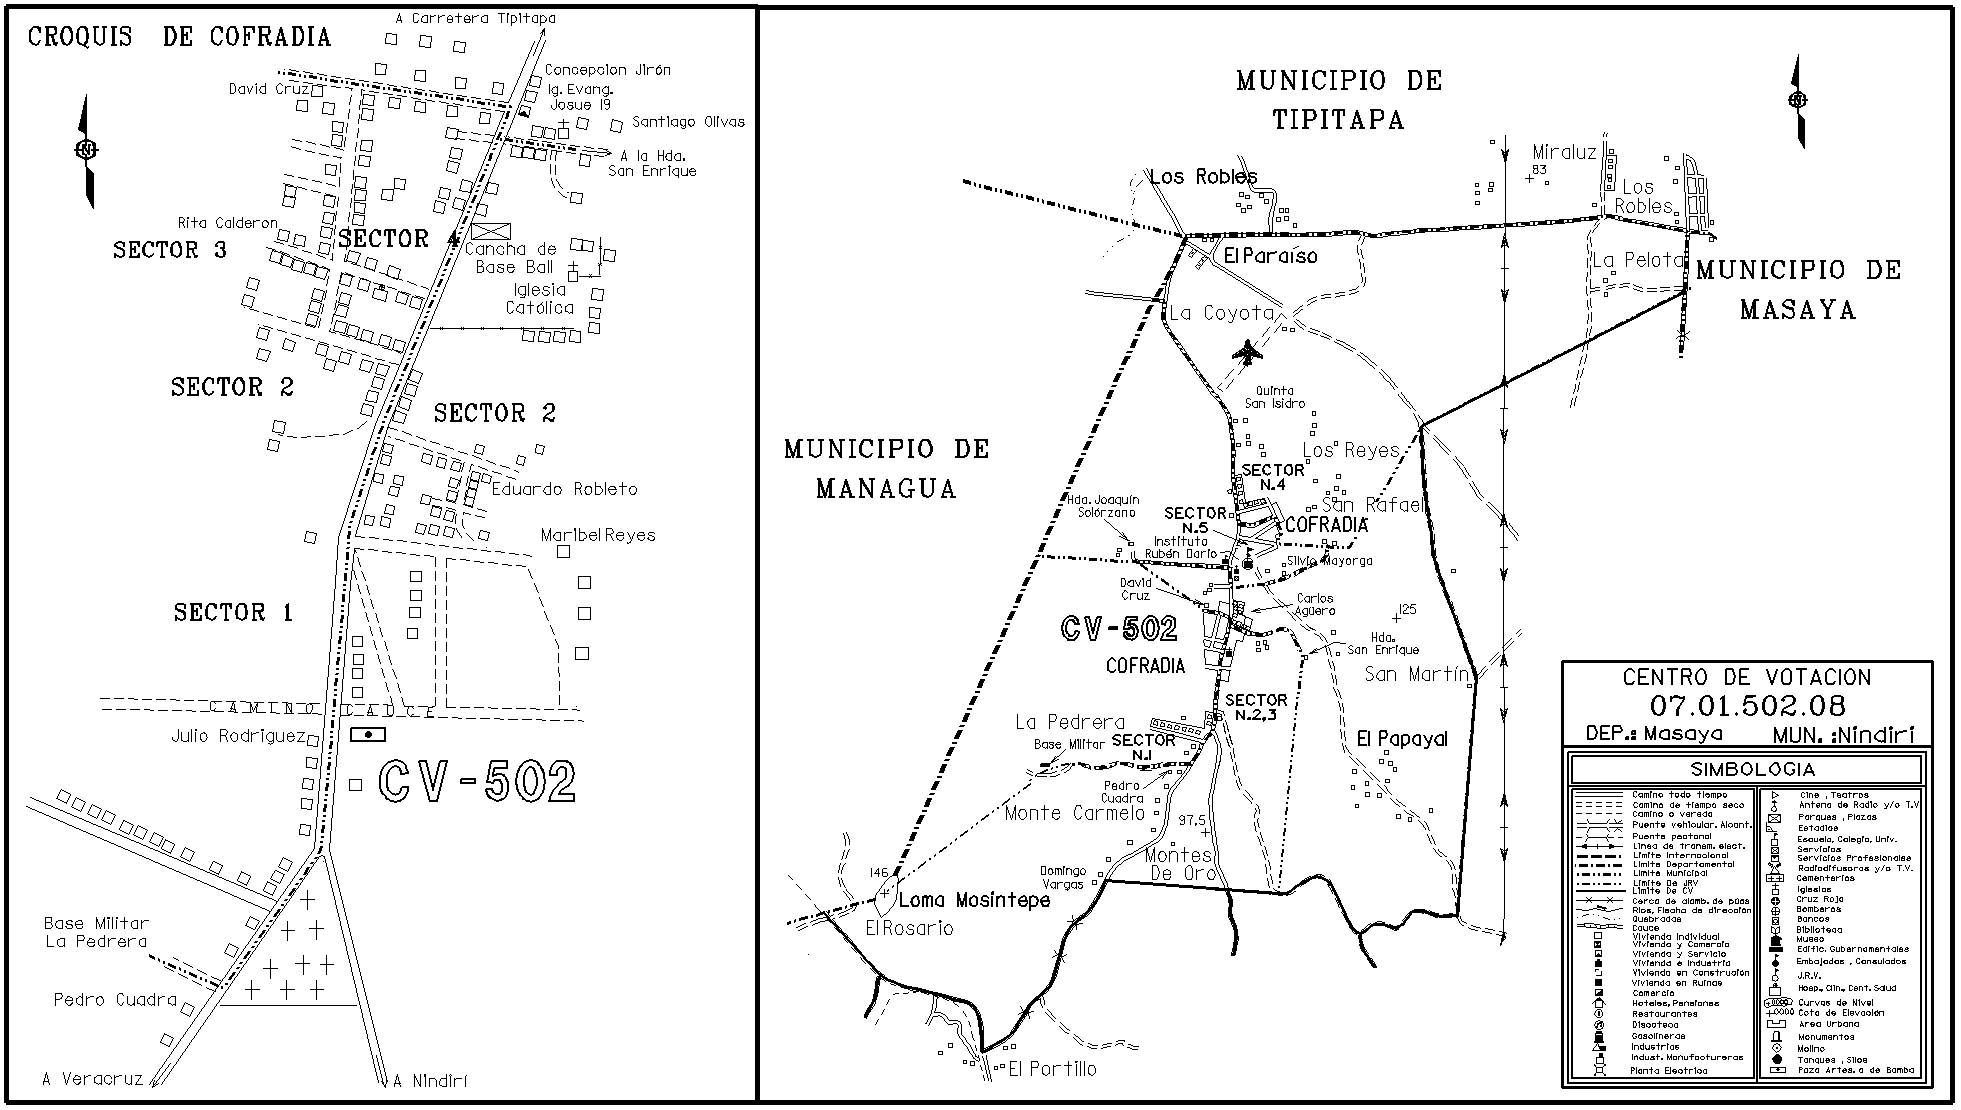 CROQUIS DE COFRADIA
A Carretera Tipitapa
Concepcion Jirón
David Cruz
Ig. Evang.
Josue 19
Santiago Olivas
A la Hda.
San Enrique
Rita Calderon
SECTOR 3
SECTOR 4
Cancha de
Base Ball
Iglesia
Católica
SECTOR 2
SECTOR 2
Eduardo Robleto
Maribel Reyes
SECTOR 1
CAMINO CAUCE
Julio Rodriguez
CV-502
Base Militar
La Pedrera
Pedro Cuadra
A Veracruz
A Nindirí
N
MUNICIPIO DE
TIPITAPA
N
Miraluz
83
Los Robles
Los
Robles
El Paraíso
La Pelota
MUNICIPIO DE
MASAYA
La Coyota
Quinta
San Isidro
MUNICIPIO DE
MANAGUA
Los Reyes
SECTOR
N.4
Hda. Joaquín
Solórzano
San Rafael
SECTOR
N.5
COFRADIA
Instituto
Rubén Darío
Silvio Mayorga
David
Cruz
Carlos
Agüero
125
CV-502
COFRADIA
Hda.
San Enrique
San Martín
SECTOR
N.2,3
La Pedrera
Base Militar
SECTOR
N.1
El Papayal
Pedro
Cuadra
Monte Carmelo
97,5
Montes
De Oro
Domingo
Vargas
146
Loma Mosintepe
El Rosario
El Portillo
CENTRO DE VOTACION
07.01.502.08
DEP.: Masaya MUN. :Nindirí
SIMBOLOGIA
Camino todo tiempo
Camino de tiempo seco
Camino o vereda
Puente vehicular. Alcant.
Puente peatonal
Linea de transm. elect.
Limite Internacional
Limite Departamental
Limite Municipal
Limite De JRV
Limite De CV
Cerca de alamb. de púas
Rios, Flecha de dirección
Quebradas
Cauce
Vivienda Individual
Vivienda y Comercio
Vivienda y Servicio
Vivienda e Industria
Vivienda en Construción
Vivienda en Ruinas
Comercio
Hoteles, Pensiones
Restaurantes
Discoteca
Gasolineras
Industrias
Indust. Manufactureras
Planta Electrica
Cine , Teatros
Antena de Radio y/o T.V
Parques , Plazas
Estadios
Escuela, Colegio, Univ.
Servicios
Servicios Profesionales
Radiodifusoras y/o T.V.
Cementerios
Iglesias
Cruz Roja
Bomberos
Bancos
Biblioteca
Museo
Edific. Gubernamentales
Embajadas , Consulados
J.R.V.
Hosp., Clin., Cent. Salud
Curvas de Nivel
Cota de Elevación
Area Urbana
Monumentos
Molino
Tanques , Silos
Poza Artes. o de Bomba